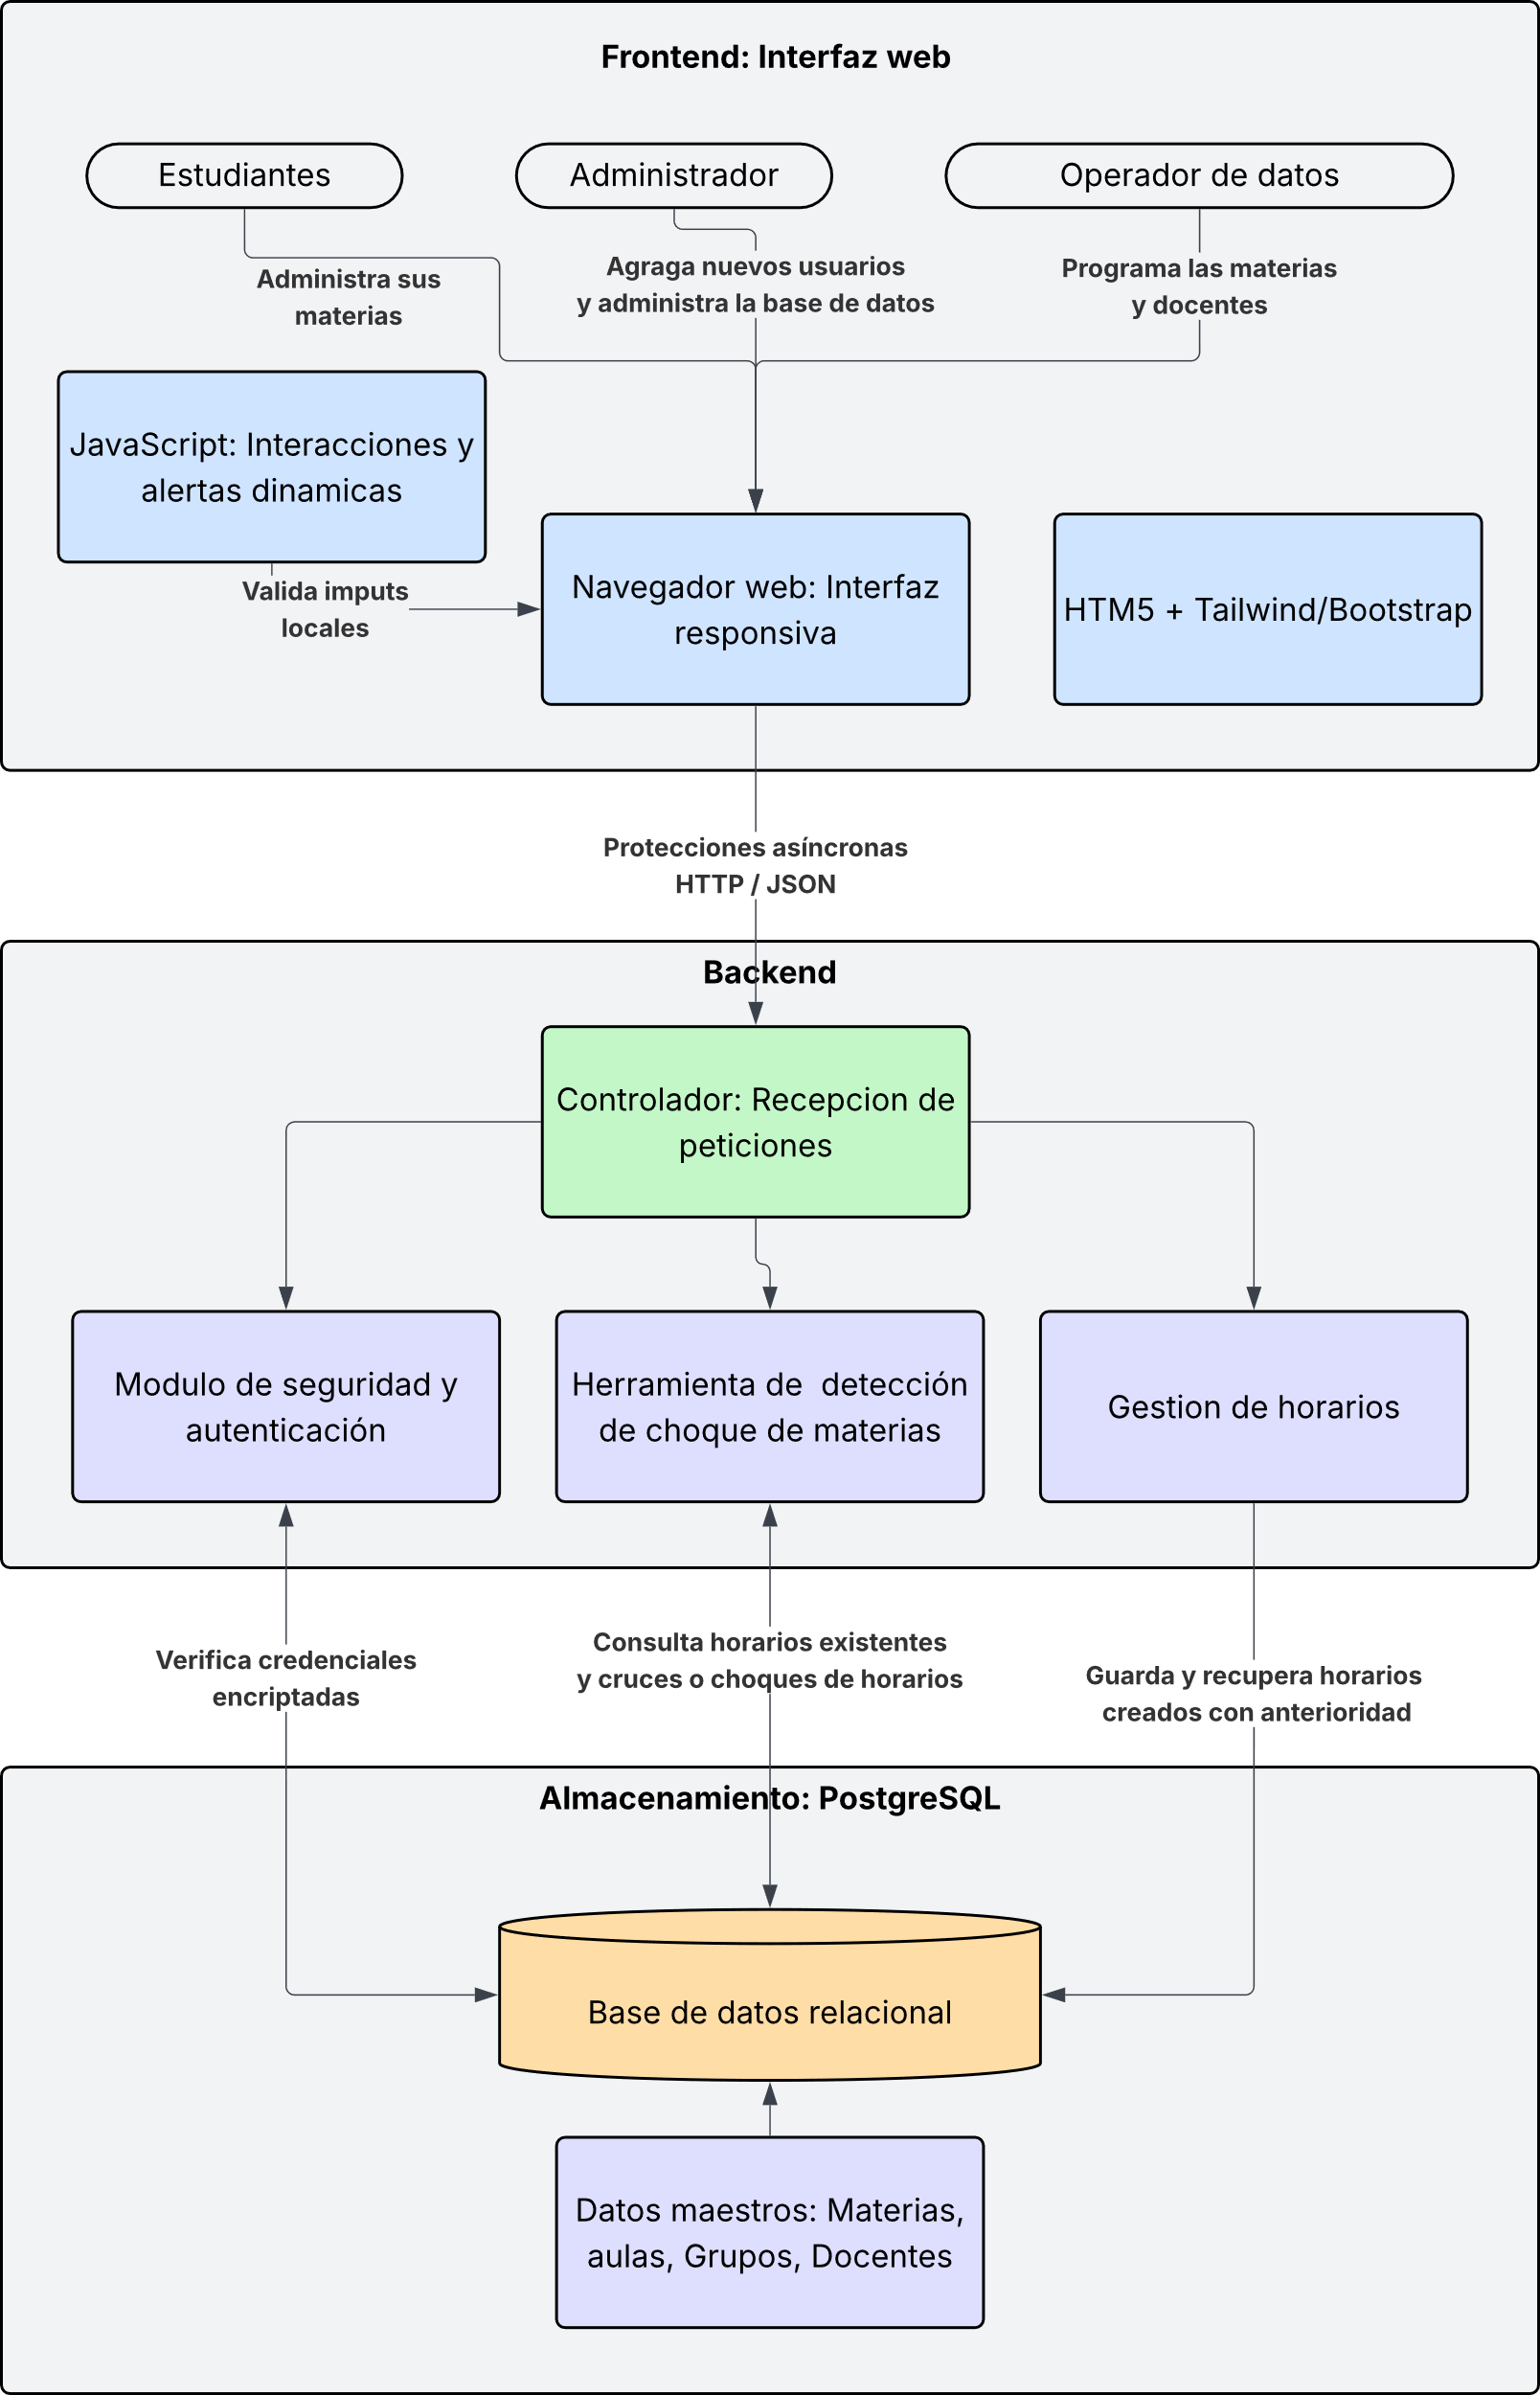 Frontend: Interfaz web
Estudiantes
Administrador
Operador de datos
Administra sus
materias
Agraga nuevos usuarios
y administra la base de datos
Programa las materias
y docentes
JavaScript: Interacciones y
alertas dinamicas
Valida imputs
locales
Navegador web: Interfaz
responsiva
HTM5 + Tailwind/Bootstrap
Protecciones asíncronas
HTTP / JSON
Backend
Controlador: Recepcion de
peticiones
Modulo de seguridad y
autenticación
Herramienta de  detección
de choque de materias
Gestion de horarios
Verifica credenciales
encriptadas
Consulta horarios existentes
y cruces o choques de horarios
Guarda y recupera horarios
creados con anterioridad
Almacenamiento: PostgreSQL
Base de datos relacional
Datos maestros: Materias,
aulas, Grupos, Docentes